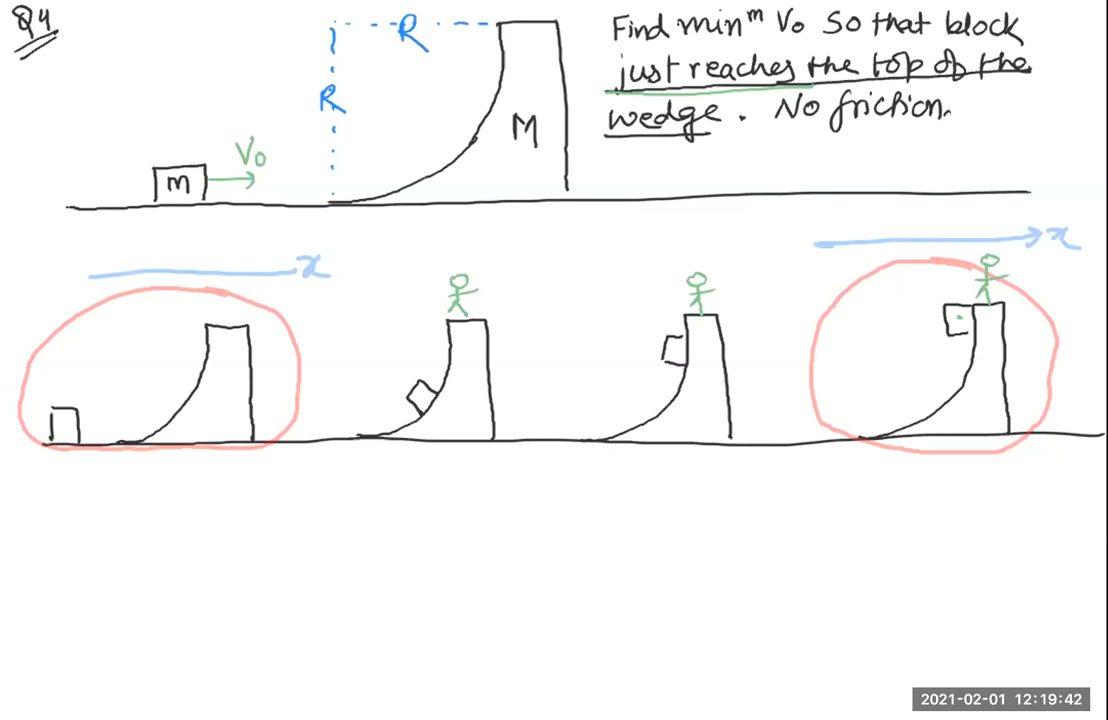 Q4
R
Find minᵐ V₀ So that block
just reaches the top of the
R
M
wedge. No friction.
V₀
m
x
x
2021-02-01 12:19:42